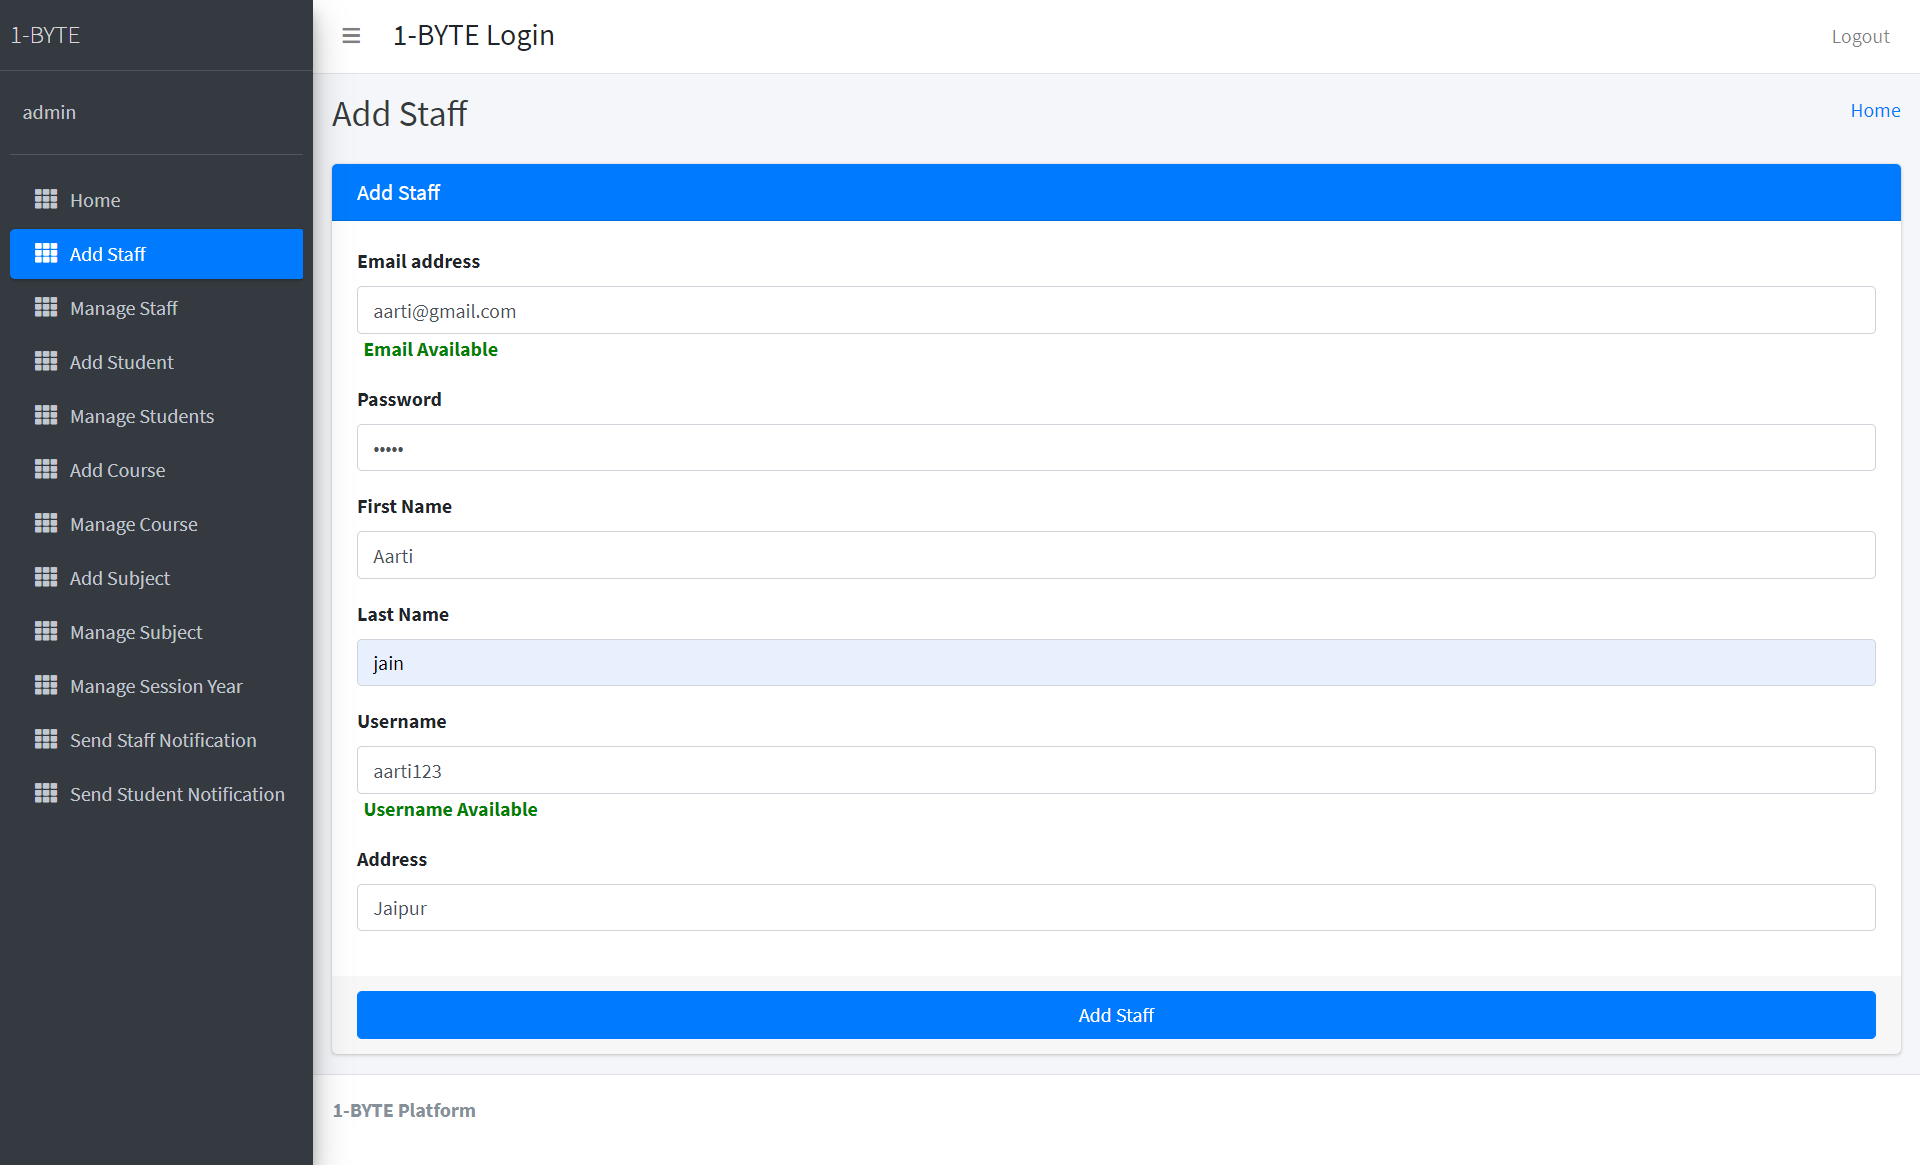 1-BYTE
1-BYTE Login
Logout
admin
Home
Add Staff
Manage Staff
Add Student
Manage Students
Add Course
Manage Course
Add Subject
Manage Subject
Manage Session Year
Send Staff Notification
Send Student Notification
Add Staff
Home
Add Staff
Email address
aarti@gmail.com
Email Available
Password
•••••
First Name
Aarti
Last Name
jain
Username
aarti123
Username Available
Address
Jaipur
Add Staff
1-BYTE Platform